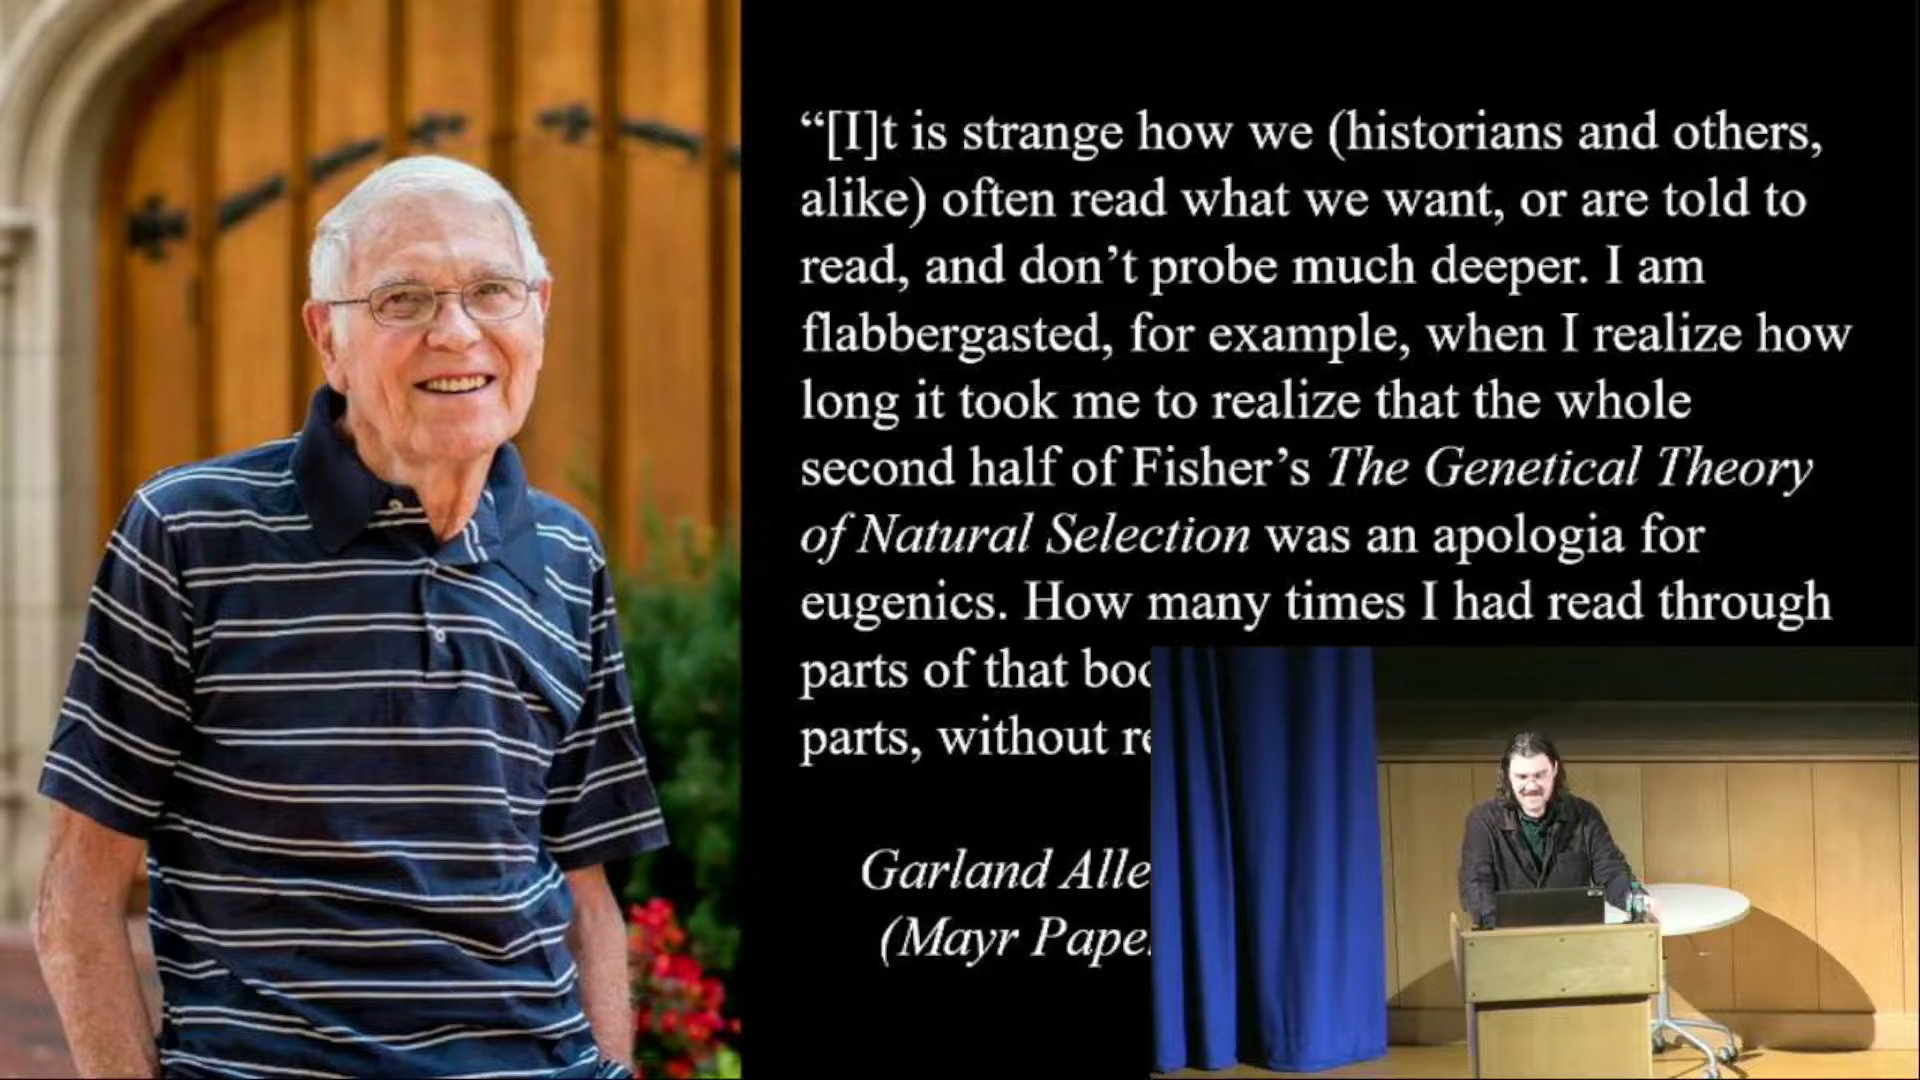 “[I]t is strange how we (historians and others,
alike) often read what we want, or are told to
read, and don’t probe much deeper. I am
flabbergasted, for example, when I realize how
long it took me to realize that the whole
second half of Fisher’s The Genetical Theory
of Natural Selection was an apologia for
eugenics. How many times I had read through
parts of that
parts, without
Garland
(Mayr